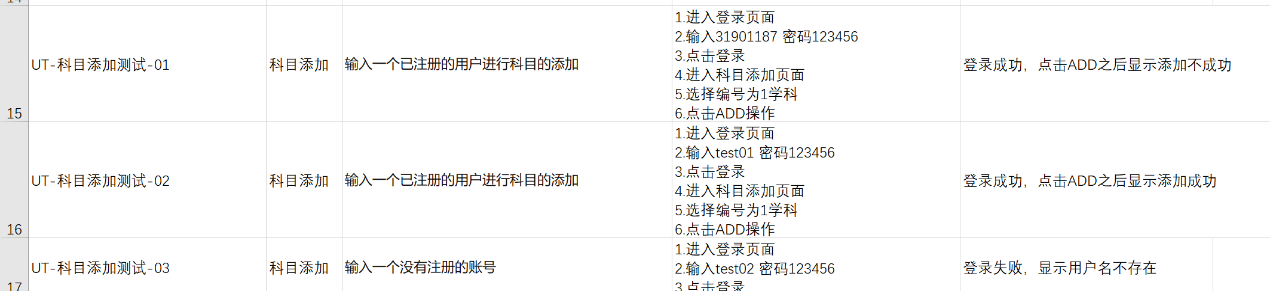 UT-科目添加测试-01 科目添加 输入一个已注册的用户进行科目的添加
1.进入登录页面
2.输入31901187 密码123456
3.点击登录
4.进入科目添加页面
5.选择编号为1学科
6.点击ADD操作
登录成功，点击ADD之后显示添加不成功
15
UT-科目添加测试-02 科目添加 输入一个已注册的用户进行科目的添加
1.进入登录页面
2.输入test01 密码123456
3.点击登录
4.进入科目添加页面
5.选择编号为1学科
6.点击ADD操作
登录成功，点击ADD之后显示添加成功
16
UT-科目添加测试-03 科目添加 输入一个没有注册的账号
1.进入登录页面
2.输入test02 密码123456
3.点击登录
登录失败，显示用户名不存在
17